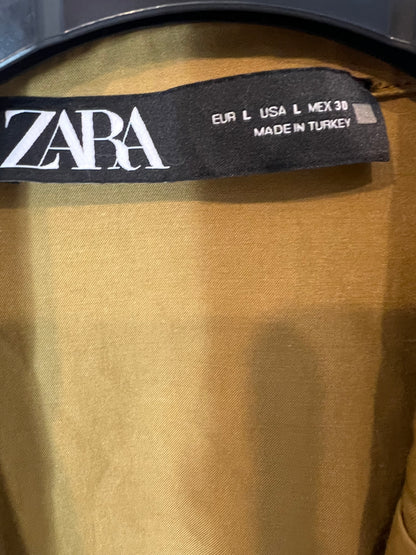 ZARA
EUR L USA L MEX 30
MADE IN TURKEY